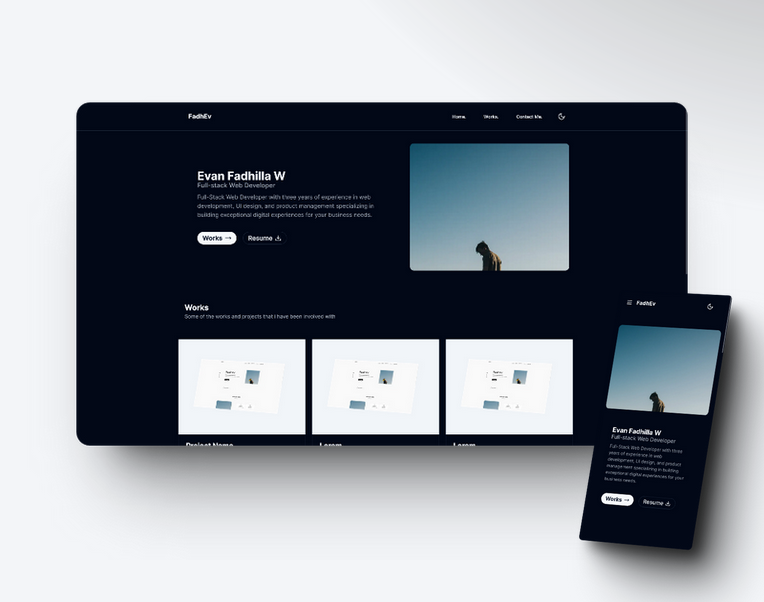 FadhEv
Home.
Works.
Contact Me.
Evan Fadhilla W
Full-stack Web Developer
Full-Stack Web Developer with three years of experience in web
development, UI design, and product management specializing in
building exceptional digital experiences for your business needs.
Works →
Resume
Works
Some of the works and projects that I have been involved with
Project Name
Lorem
Lorem
FadhEv
Evan Fadhilla W
Full-stack Web Developer
Full-Stack Web Developer with three
years of experience in web
development, UI design, and product
management specializing in building
exceptional digital experiences for your
business needs.
Works →
Resume